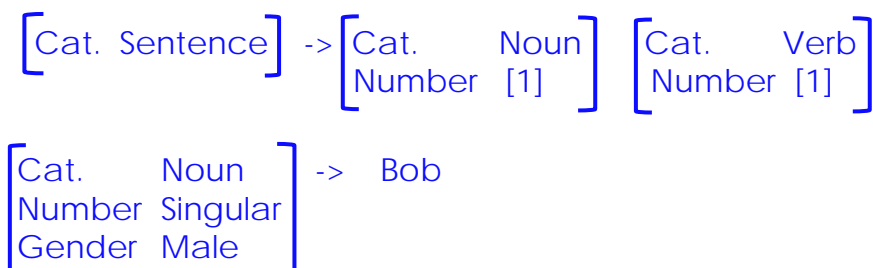 Cat. Sentence -> Cat. Noun Cat. Verb
Number [1] Number [1]
Cat. Noun -> Bob
Number Singular
Gender Male